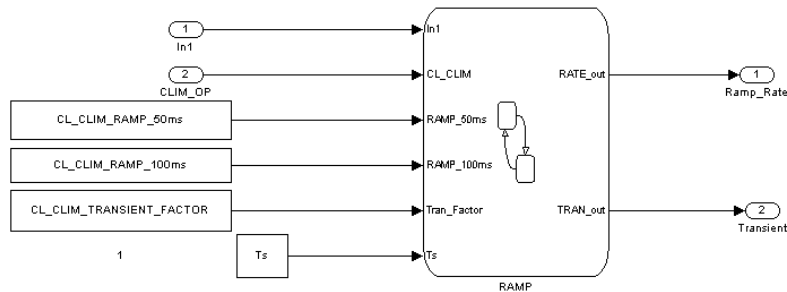 1
In1
In1
2
CLIM_OP
CL_CLIM
RATE_out
1
Ramp_Rate
CL_CLIM_RAMP_50ms
RAMP_50ms
CL_CLIM_RAMP_100ms
RAMP_100ms
CL_CLIM_TRANSIENT_FACTOR
Tran_Factor
TRAN_out
2
Transient
1
Ts
Ts
RAMP